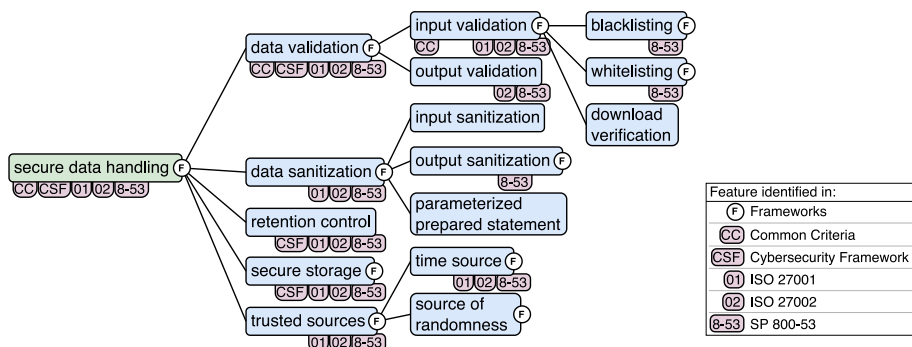 input validation F
CC 01 02 8-53
blacklisting F
8-53
data validation F
CC CSF 01 02 8-53
output validation
02 8-53
whitelisting F
8-53
input sanitization
download
verification
secure data handling F
CC CSF 01 02 8-53
data sanitization F
01 02 8-53
output sanitization F
8-53
parameterized
prepared statement
retention control
CSF 01 02 8-53
secure storage F
CSF 01 02 8-53
time source F
01 02 8-53
trusted sources F
01 02 8-53
source of
randomness F
Feature identified in:
F Frameworks
CC Common Criteria
CSF Cybersecurity Framework
01 ISO 27001
02 ISO 27002
8-53 SP 800-53